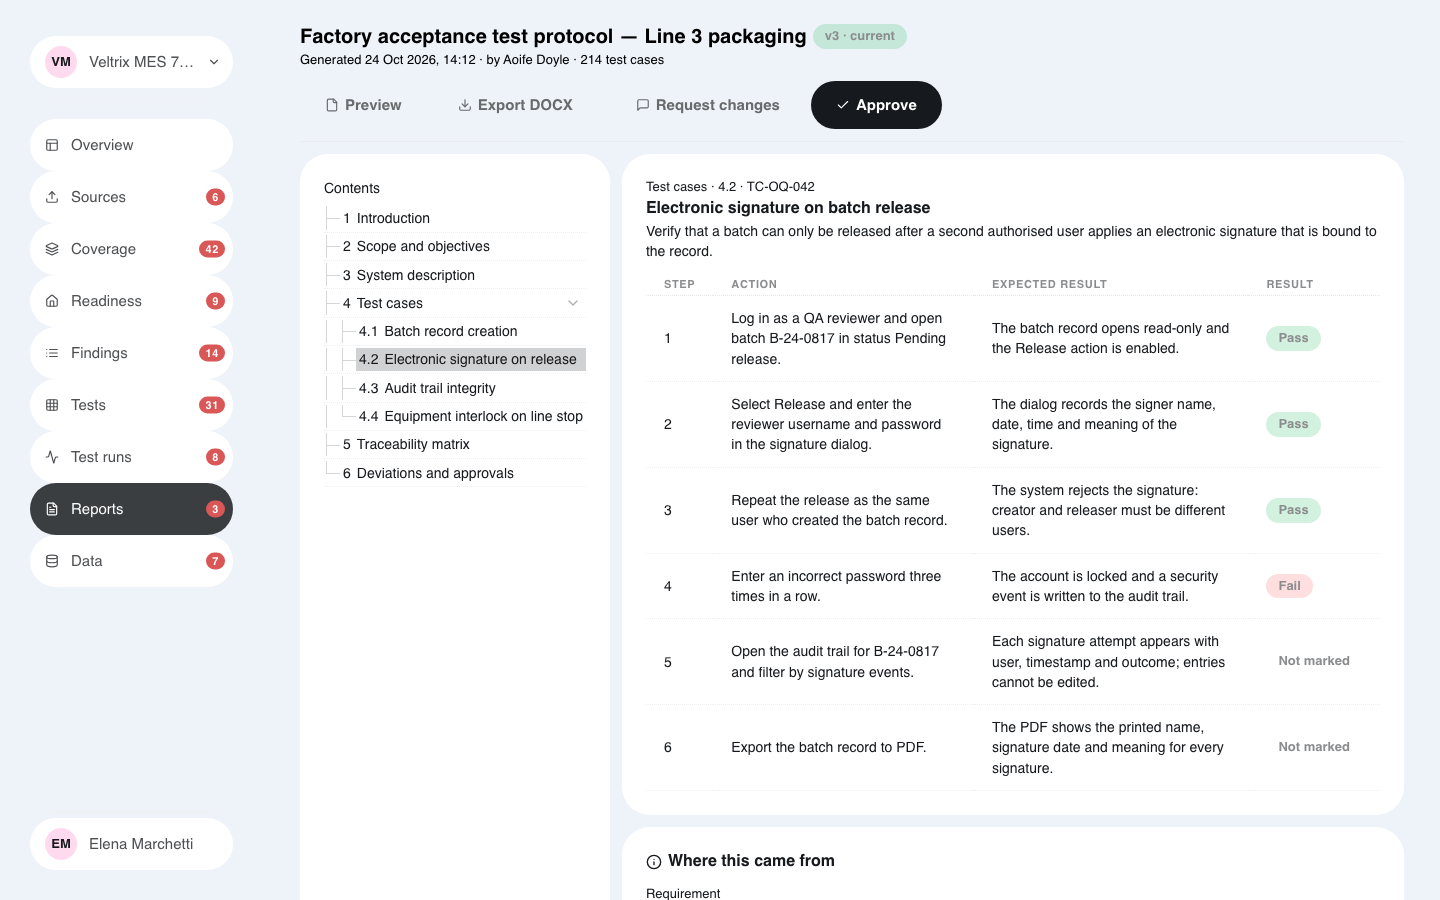 VM
Veltrix MES 7...
Overview
Sources 6
Coverage 42
Readiness 9
Findings 14
Tests 31
Test runs 8
Reports 3
Data 7
EM
Elena Marchetti
Factory acceptance test protocol — Line 3 packaging v3 · current
Generated 24 Oct 2026, 14:12 · by Aoife Doyle · 214 test cases
Preview Export DOCX Request changes Approve
Contents
1 Introduction
2 Scope and objectives
3 System description
4 Test cases
4.1 Batch record creation
4.2 Electronic signature on release
4.3 Audit trail integrity
4.4 Equipment interlock on line stop
5 Traceability matrix
6 Deviations and approvals
Test cases · 4.2 · TC-OQ-042
Electronic signature on batch release
Verify that a batch can only be released after a second authorised user applies an electronic signature that is bound to
the record.
STEP ACTION EXPECTED RESULT RESULT
1
Log in as a QA reviewer and open
batch B-24-0817 in status Pending
release.
The batch record opens read-only and
the Release action is enabled.
Pass
2
Select Release and enter the
reviewer username and password
in the signature dialog.
The dialog records the signer name,
date, time and meaning of the
signature.
Pass
3
Repeat the release as the same
user who created the batch record.
The system rejects the signature:
creator and releaser must be different
users.
Pass
4
Enter an incorrect password three
times in a row.
The account is locked and a security
event is written to the audit trail.
Fail
5
Open the audit trail for B-24-0817
and filter by signature events.
Each signature attempt appears with
user, timestamp and outcome; entries
cannot be edited.
Not marked
6
Export the batch record to PDF.
The PDF shows the printed name,
signature date and meaning for every
signature.
Not marked
Where this came from
Requirement